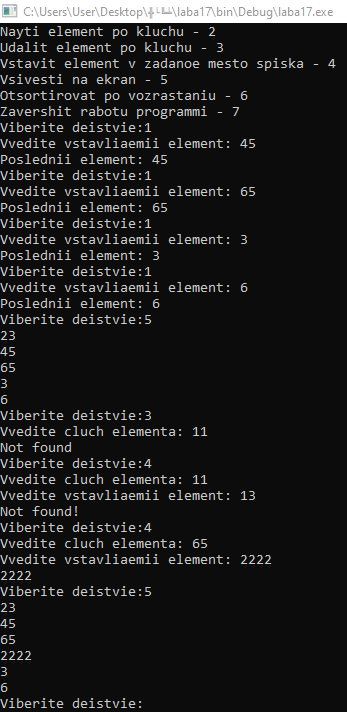 C:\Users\User\Desktop\╬└╚╩\laba17\bin\Debug\laba17.exe
Nayti element po kluchu - 2
Udalit element po kluchu - 3
Vstavit element v zadanoe mesto spiska - 4
Vsivesti na ekran - 5
Otsortirovat po vozrastaniu - 6
Zavershit rabotu programmi - 7
Viberite deistvie:1
Vvedite vstavliaemii element: 45
Poslednii element: 45
Viberite deistvie:1
Vvedite vstavliaemii element: 65
Poslednii element: 65
Viberite deistvie:1
Vvedite vstavliaemii element: 3
Poslednii element: 3
Viberite deistvie:1
Vvedite vstavliaemii element: 6
Poslednii element: 6
Viberite deistvie:5
23
45
65
3
6
Viberite deistvie:3
Vvedite cluch elementa: 11
Not found
Viberite deistvie:4
Vvedite cluch elementa: 11
Vvedite vstavliaemii element: 13
Not found!
Viberite deistvie:4
Vvedite cluch elementa: 65
Vvedite vstavliaemii element: 2222
2222
Viberite deistvie:5
23
45
65
2222
3
6
Viberite deistvie: